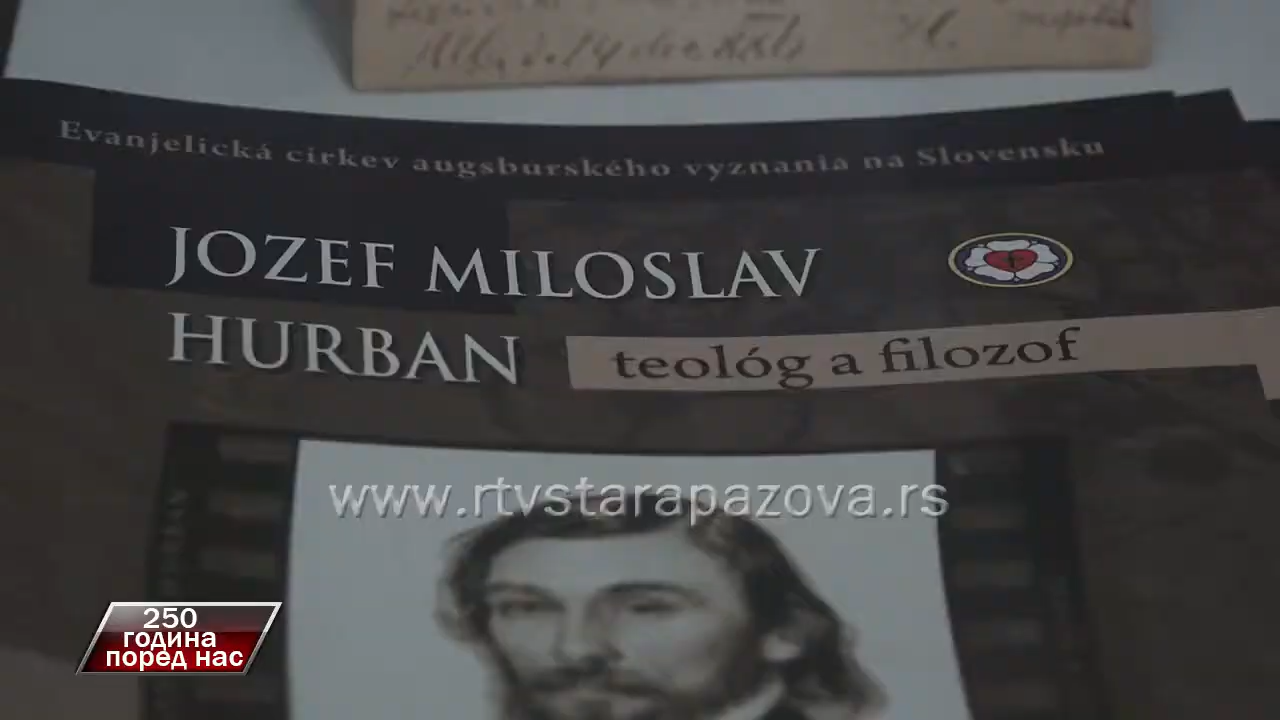 Evanjelická cirkev augsburského vyznania na Slovensku
JOZEF MILOSLAV
HURBAN teológ a filozof
www.rtvstarapazova.rs
250
година
поред нас